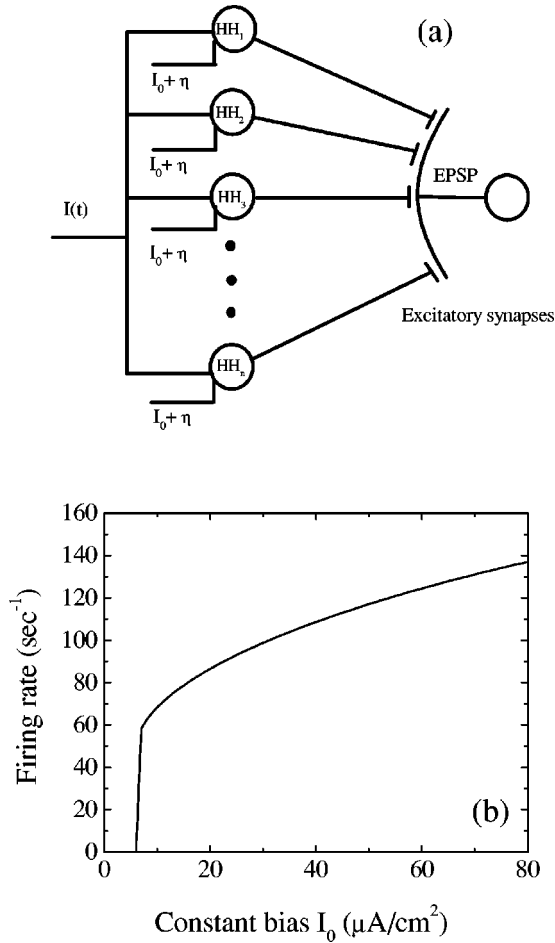 (a)
HH₁
I₀+ η
HH₂
I₀+ η
EPSP
I(t)
HH₃
I₀+ η
Excitatory synapses
HHₙ
I₀+ η
160
140
120
100
80
60
40
20
0
Firing rate (sec⁻¹)
(b)
0 20 40 60 80
Constant bias I₀ (μA/cm²)